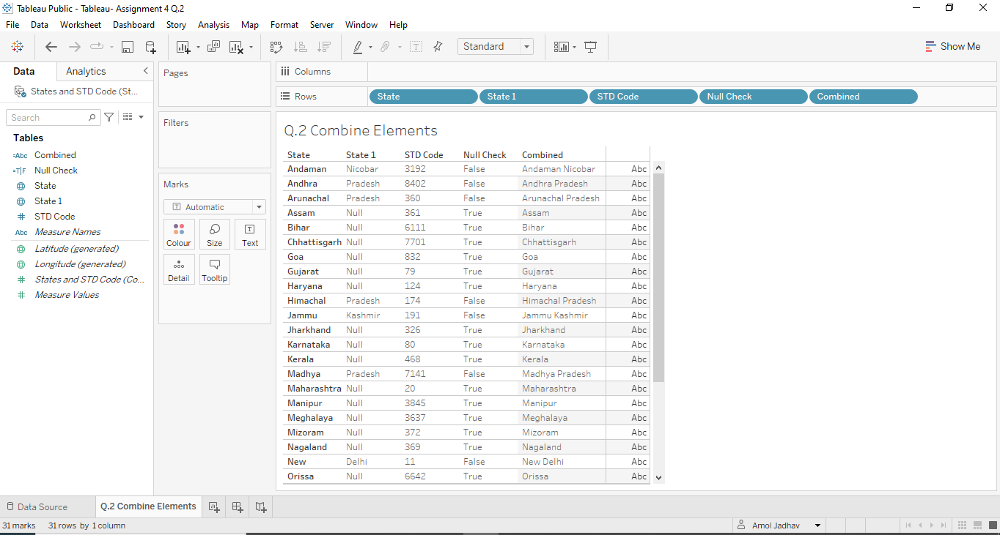 Tableau Public - Tableau- Assignment 4 Q.2
File Data Worksheet Dashboard Story Analysis Map Format Server Window Help
Standard Show Me
Data Analytics
States and STD Code (St...
Search
Tables
=Abc Combined
=T|F Null Check
State
State 1
# STD Code
Abc Measure Names
Latitude (generated)
Longitude (generated)
# States and STD Code (Co...
# Measure Values
Pages
Filters
Marks
T Automatic
Colour Size T Text
Detail Tooltip
Columns
Rows State State 1 STD Code Null Check Combined
Q.2 Combine Elements
State State 1 STD Code Null Check Combined
Andaman Nicobar 3192 False Andaman Nicobar Abc
Andhra Pradesh 8402 False Andhra Pradesh Abc
Arunachal Pradesh 360 False Arunachal Pradesh Abc
Assam Null 361 True Assam Abc
Bihar Null 6111 True Bihar Abc
Chhattisgarh Null 7701 True Chhattisgarh Abc
Goa Null 832 True Goa Abc
Gujarat Null 79 True Gujarat Abc
Haryana Null 124 True Haryana Abc
Himachal Pradesh 174 False Himachal Pradesh Abc
Jammu Kashmir 191 False Jammu Kashmir Abc
Jharkhand Null 326 True Jharkhand Abc
Karnataka Null 80 True Karnataka Abc
Kerala Null 468 True Kerala Abc
Madhya Pradesh 7141 False Madhya Pradesh Abc
Maharashtra Null 20 True Maharashtra Abc
Manipur Null 3845 True Manipur Abc
Meghalaya Null 3637 True Meghalaya Abc
Mizoram Null 372 True Mizoram Abc
Nagaland Null 369 True Nagaland Abc
New Delhi 11 False New Delhi Abc
Orissa Null 6642 True Orissa Abc
Data Source Q.2 Combine Elements
31 marks 31 rows by 1 column Amol Jadhav